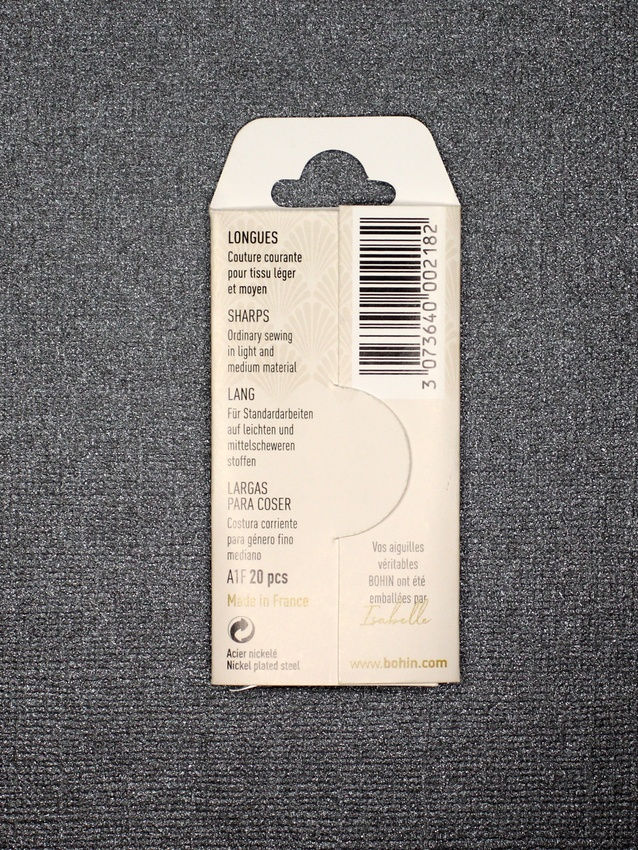 LONGUES
Couture courante
pour tissu léger
et moyen
SHARPS
Ordinary sewing
in light and
medium material
LANG
Für Standardarbeiten
auf leichten und
mittelscheweren
stoffen
LARGAS
PARA COSER
Costura corriente
para género fino
mediano
A1F 20 pcs
Made in France
Acier nickelé
Nickel plated steel
3 073640 002182
Vos aiguilles
véritables
BOHIN ont été
emballées par
Isabelle
www.bohin.com